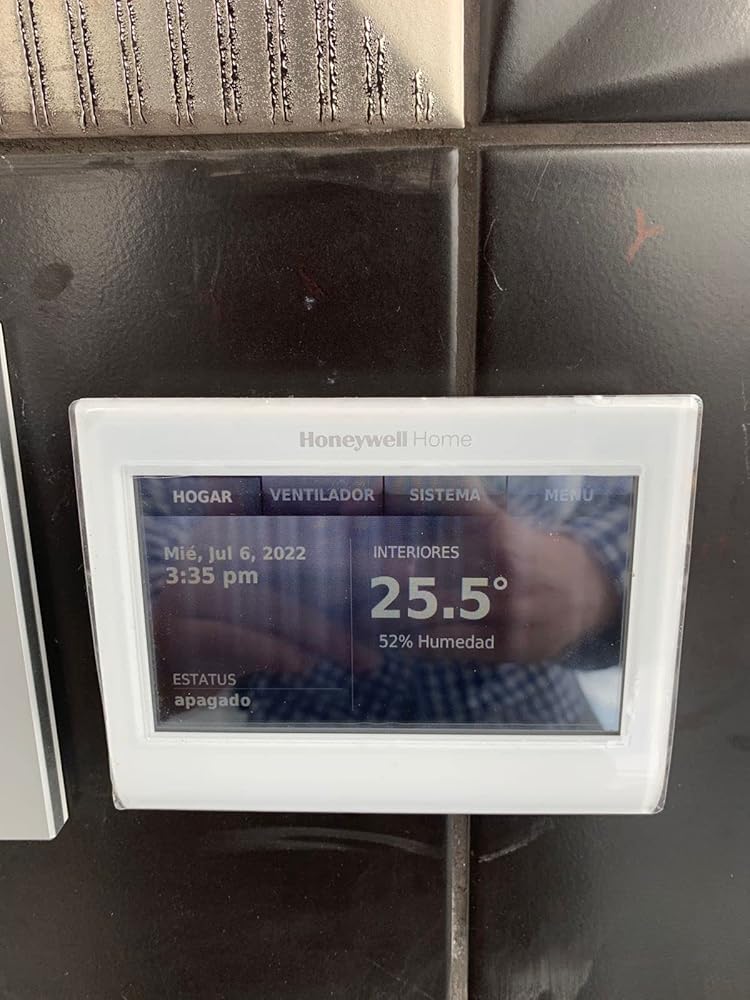 Honeywell Home
HOGAR VENTILADOR SISTEMA MENÚ
Mié, Jul 6, 2022
3:35 pm
INTERIORES
25.5°
52% Humedad
ESTATUS
apagado